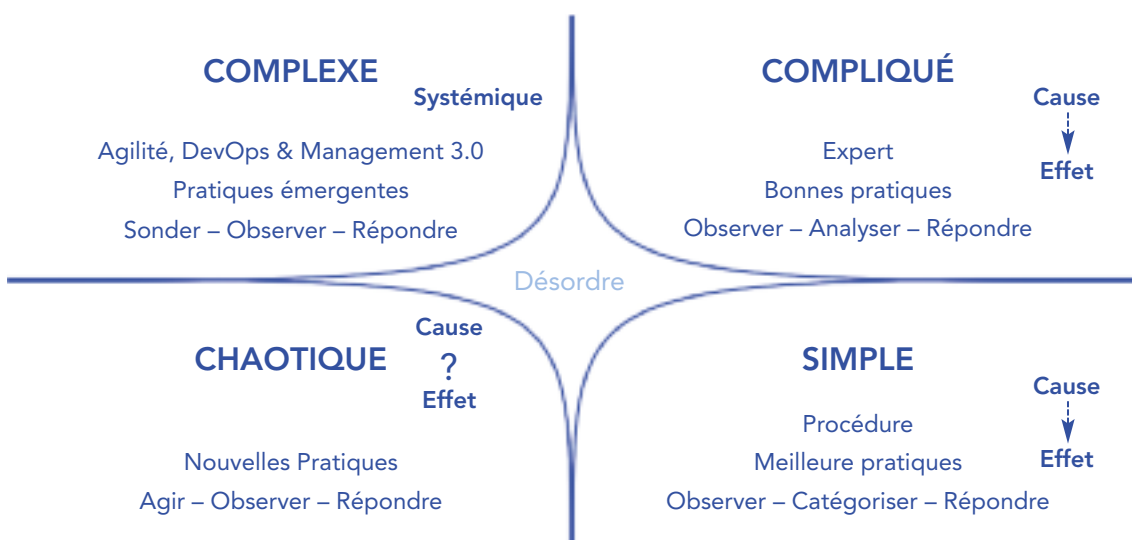 COMPLEXE
Systémique
Agilité, DevOps & Management 3.0
Pratiques émergentes
Sonder – Observer – Répondre
COMPLIQUÉ
Cause
Effet
Expert
Bonnes pratiques
Observer – Analyser – Répondre
Désordre
CHAOTIQUE
Cause
?
Effet
Nouvelles Pratiques
Agir – Observer – Répondre
SIMPLE
Cause
Effet
Procédure
Meilleure pratiques
Observer – Catégoriser – Répondre